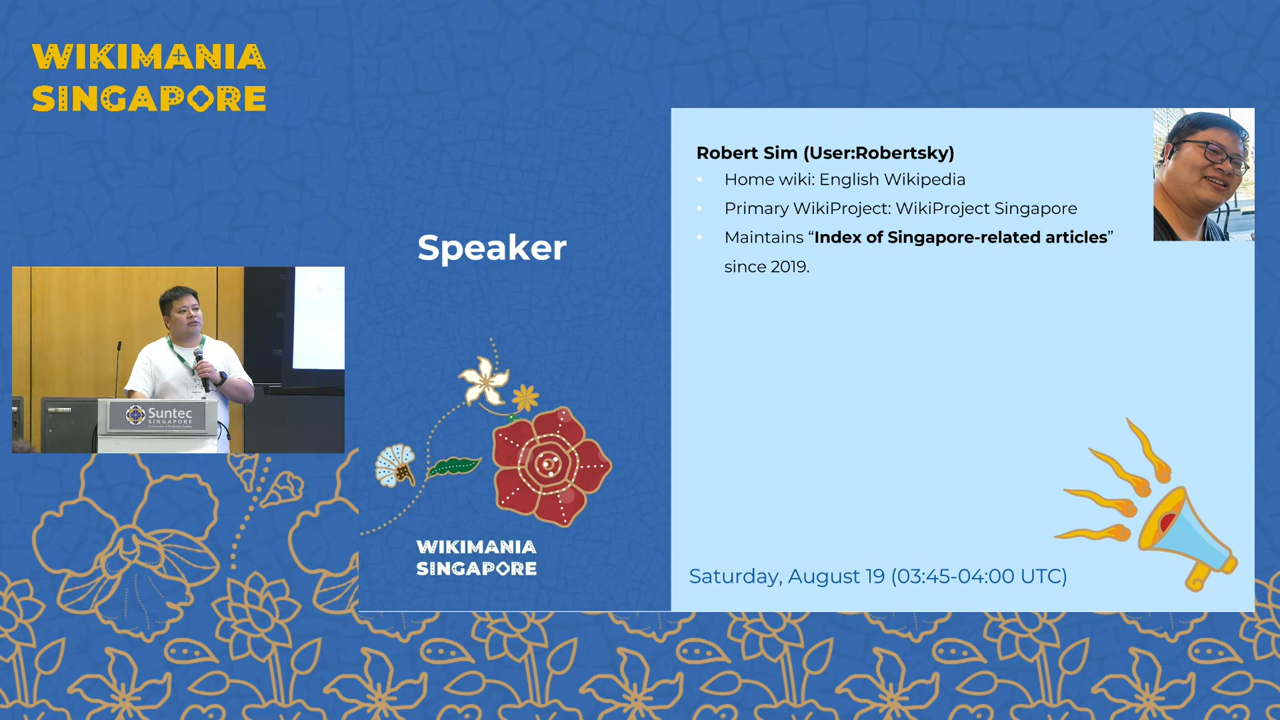 WIKIMANIA
SINGAPORE
Robert Sim (User:Robertsky)
• Home wiki: English Wikipedia
• Primary WikiProject: WikiProject Singapore
• Maintains “Index of Singapore-related articles”
since 2019.
Speaker
Suntec
SINGAPORE
WIKIMANIA
SINGAPORE
Saturday, August 19 (03:45-04:00 UTC)